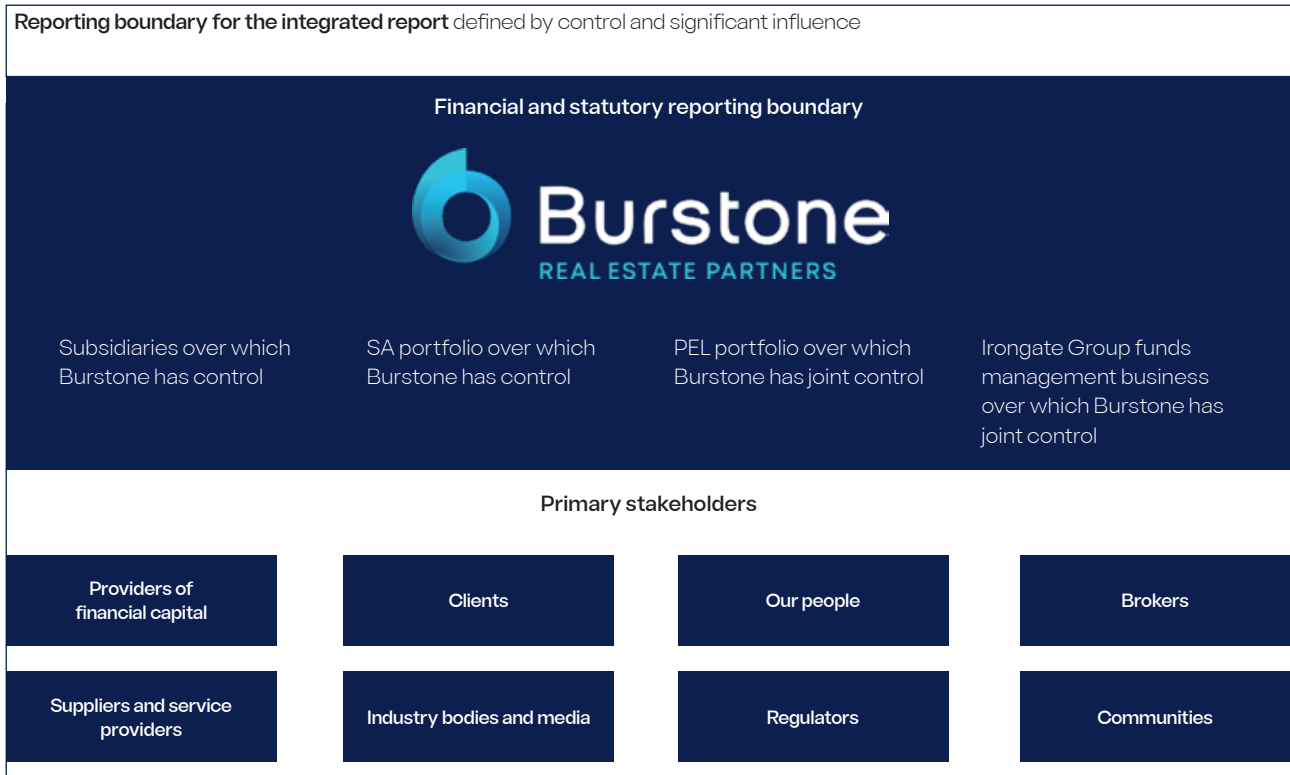 Reporting boundary for the integrated report defined by control and significant influence
Financial and statutory reporting boundary
Burstone
REAL ESTATE PARTNERS
Subsidiaries over which
Burstone has control
SA portfolio over which
Burstone has control
PEL portfolio over which
Burstone has joint control
Irongate Group funds
management business
over which Burstone has
joint control
Primary stakeholders
Providers of
financial capital
Clients
Our people
Brokers
Suppliers and service
providers
Industry bodies and media
Regulators
Communities